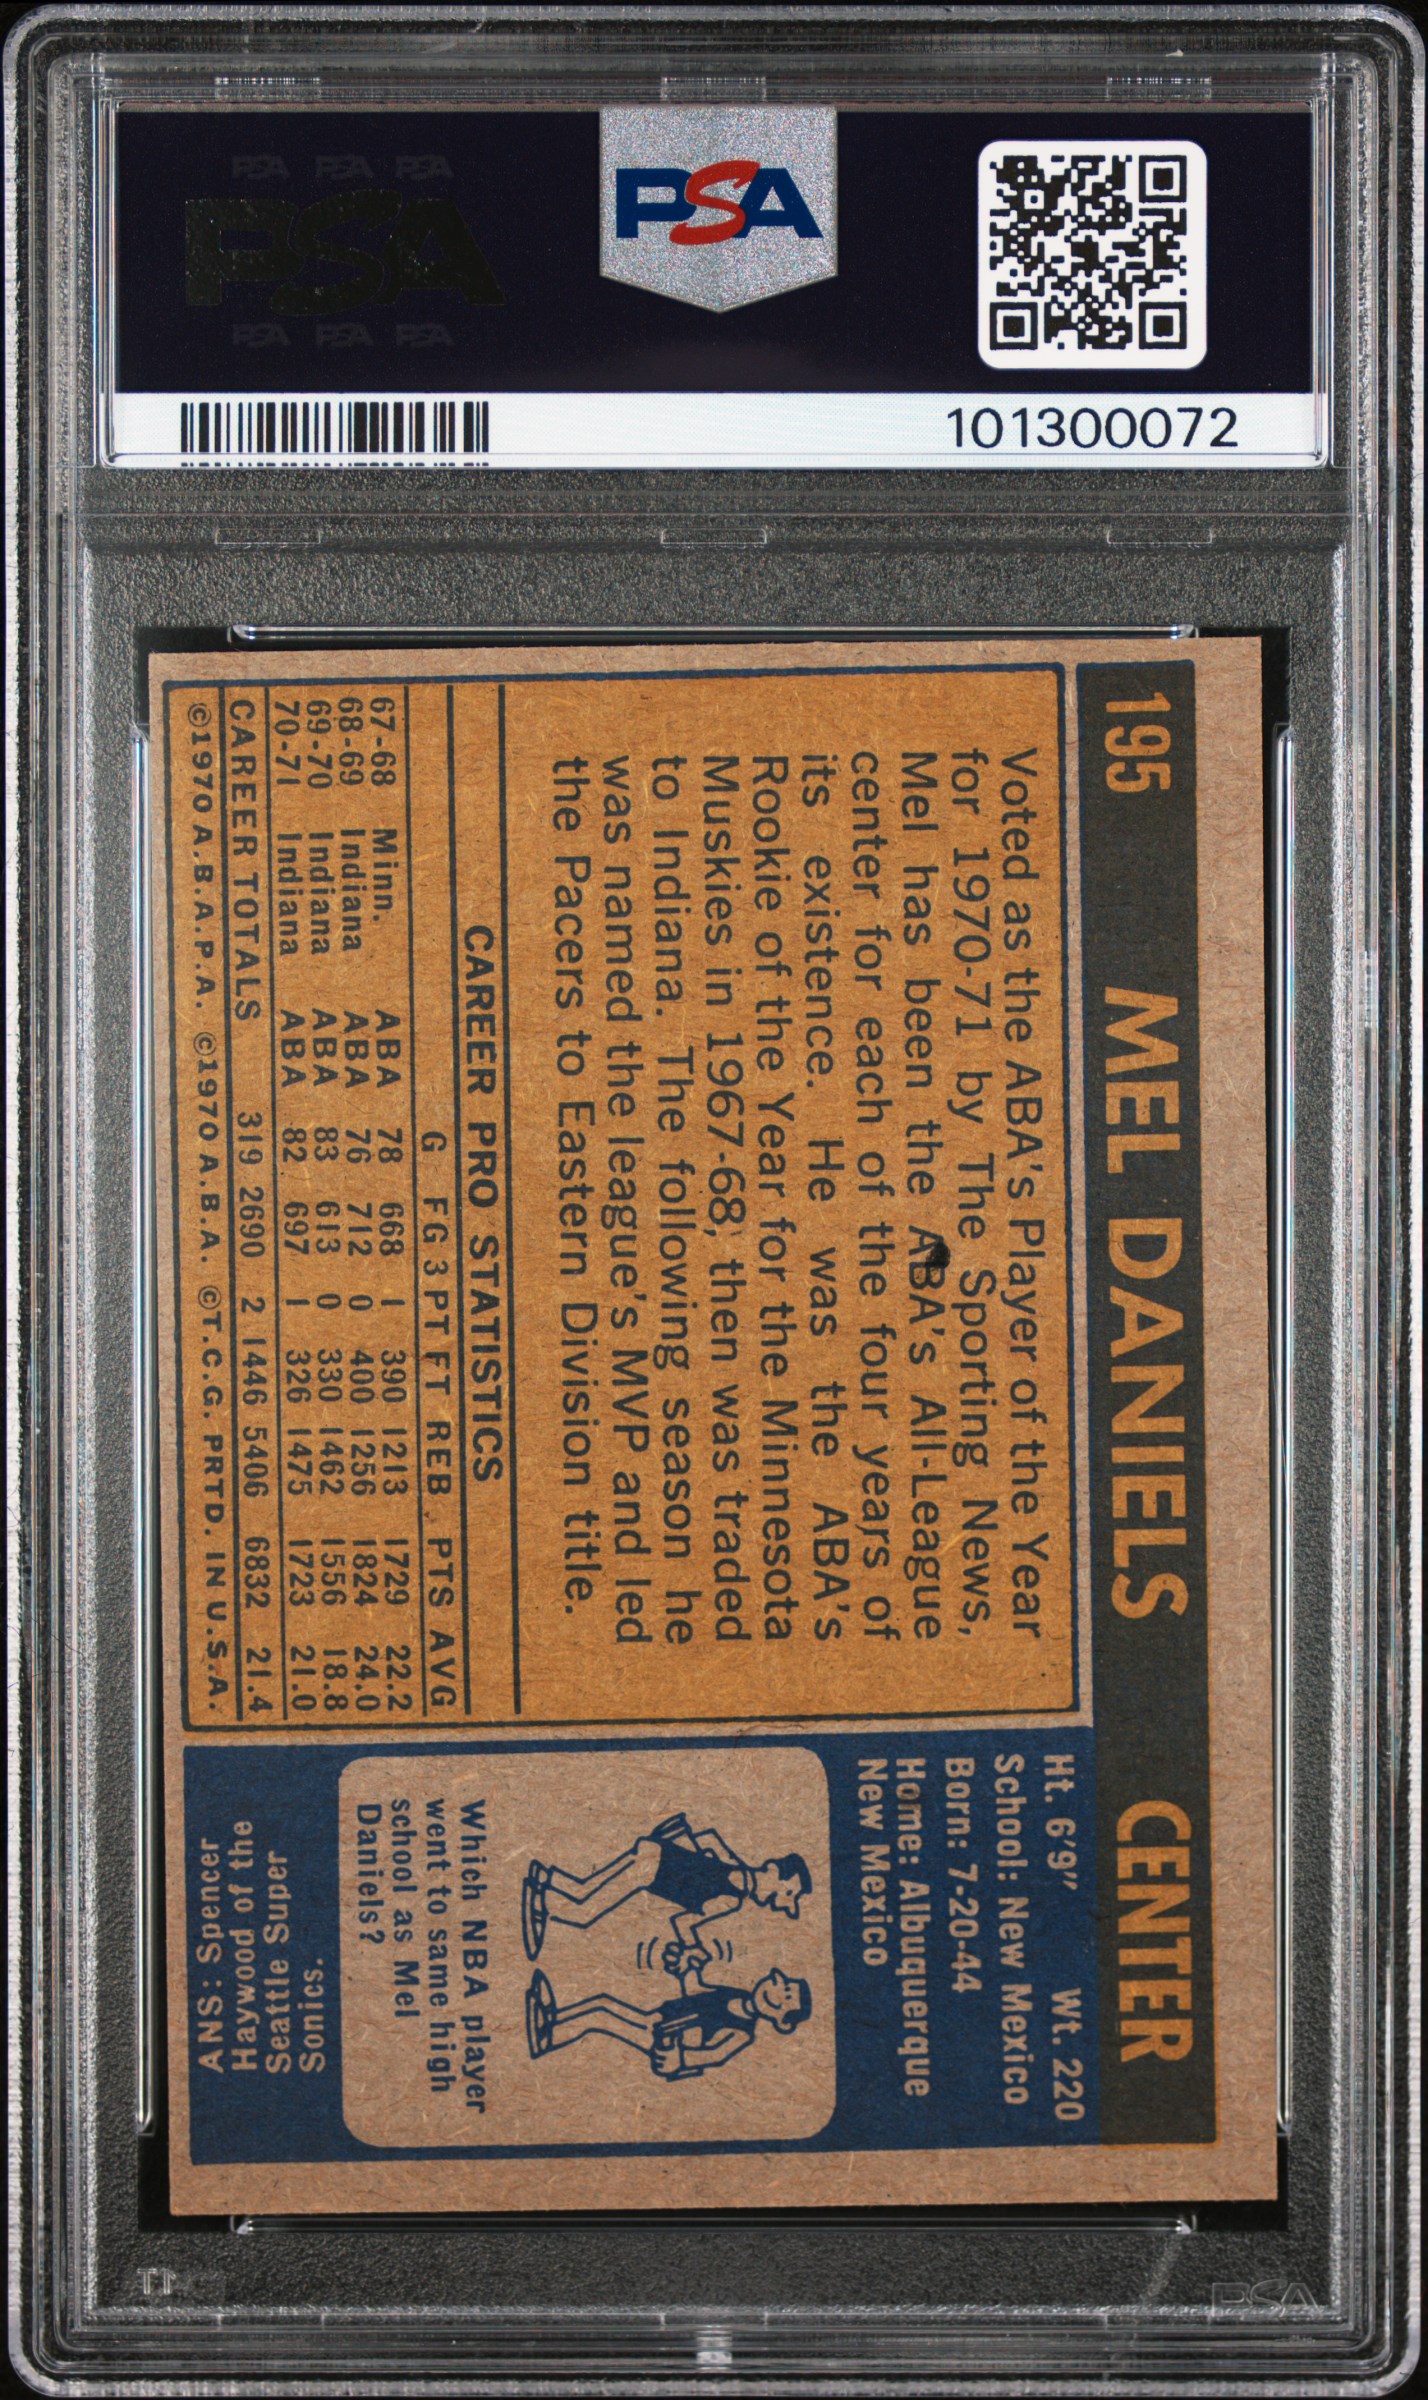 PSA PSA PSA
PSA
PSA PSA PSA
PSA
101300072
195 MEL DANIELS CENTER
Voted as the ABA's Player of the Year
for 1970-71 by The Sporting News,
Mel has been the ABA's All-League
center for each of the four years of
its existence. He was the ABA's
Rookie of the Year for the Minnesota
Muskies in 1967-68, then was traded
to Indiana. The following season he
was named the league's MVP and led
the Pacers to Eastern Division title.
CAREER PRO STATISTICS
G FG 3PT FT REB PTS AVG
67-68 Minn. ABA 78 668 1 390 1213 1729 22.2
68-69 Indiana ABA 76 712 0 400 1256 1824 24.0
69-70 Indiana ABA 83 613 0 330 1462 1556 18.8
70-71 Indiana ABA 82 697 1 326 1475 1723 21.0
CAREER TOTALS 319 2690 2 1446 5406 6832 21.4
©1970 A.B.A.P.A. ©1970 A.B.A. ©T.C.G. PRTD. IN U.S.A.
Ht. 6'9" Wt. 220
School: New Mexico
Born: 7-20-44
Home: Albuquerque
New Mexico
Which NBA player
went to same high
school as Mel
Daniels?
ANS: Spencer
Haywood of the
Seattle Super
Sonics.
PSA